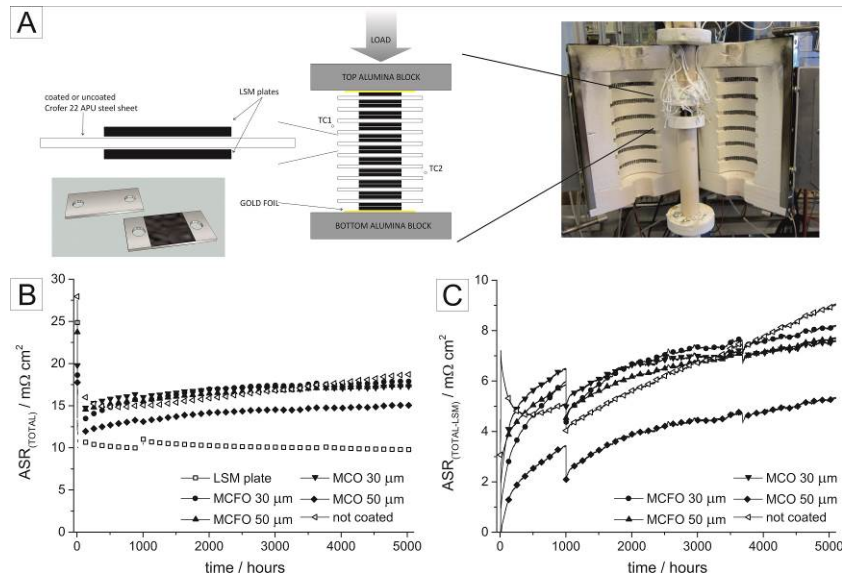 A
LOAD
TOP ALUMINA BLOCK
coated or uncoated
Crofer 22 APU steel sheet
LSM plates
TC1
TC2
GOLD FOIL
BOTTOM ALUMINA BLOCK
B
ASR(TOTAL) / mΩ cm²
30
25
20
15
10
5
0
0 1000 2000 3000 4000 5000
time / hours
LSM plate
MCFO 30 µm
MCFO 50 µm
MCO 30 µm
MCO 50 µm
not coated
C
ASR(TOTAL-LSM) / mΩ cm²
10
8
6
4
2
0
0 1000 2000 3000 4000 5000
time / hours
MCFO 30 µm
MCFO 50 µm
MCO 30 µm
MCO 50 µm
not coated